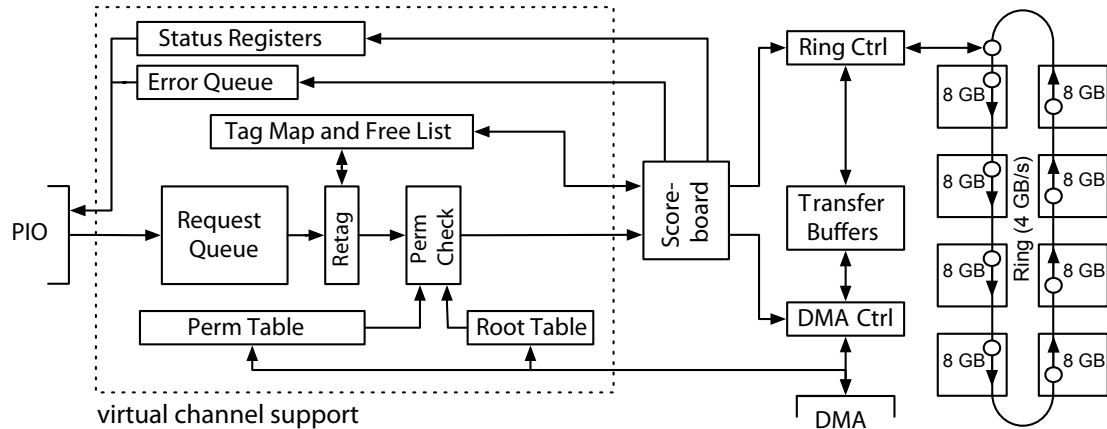 Status Registers
Error Queue
Tag Map and Free List
PIO
Request
Queue
Retag
Perm
Check
Perm Table
Root Table
virtual channel support
Score-
board
Ring Ctrl
Transfer
Buffers
DMA Ctrl
DMA
8 GB
8 GB
8 GB
8 GB
Ring (4 GB/s)
8 GB
8 GB
8 GB
8 GB